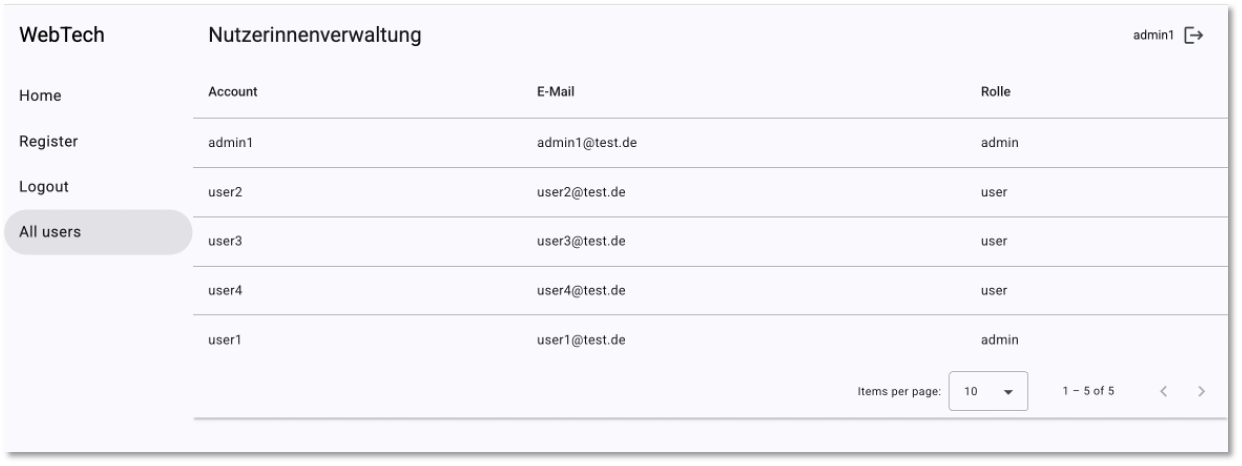 WebTech
Nutzerinnenverwaltung
admin1
Home
Register
Logout
All users
Account E-Mail Rolle
admin1 admin1@test.de admin
user2 user2@test.de user
user3 user3@test.de user
user4 user4@test.de user
user1 user1@test.de admin
Items per page: 10 1 – 5 of 5